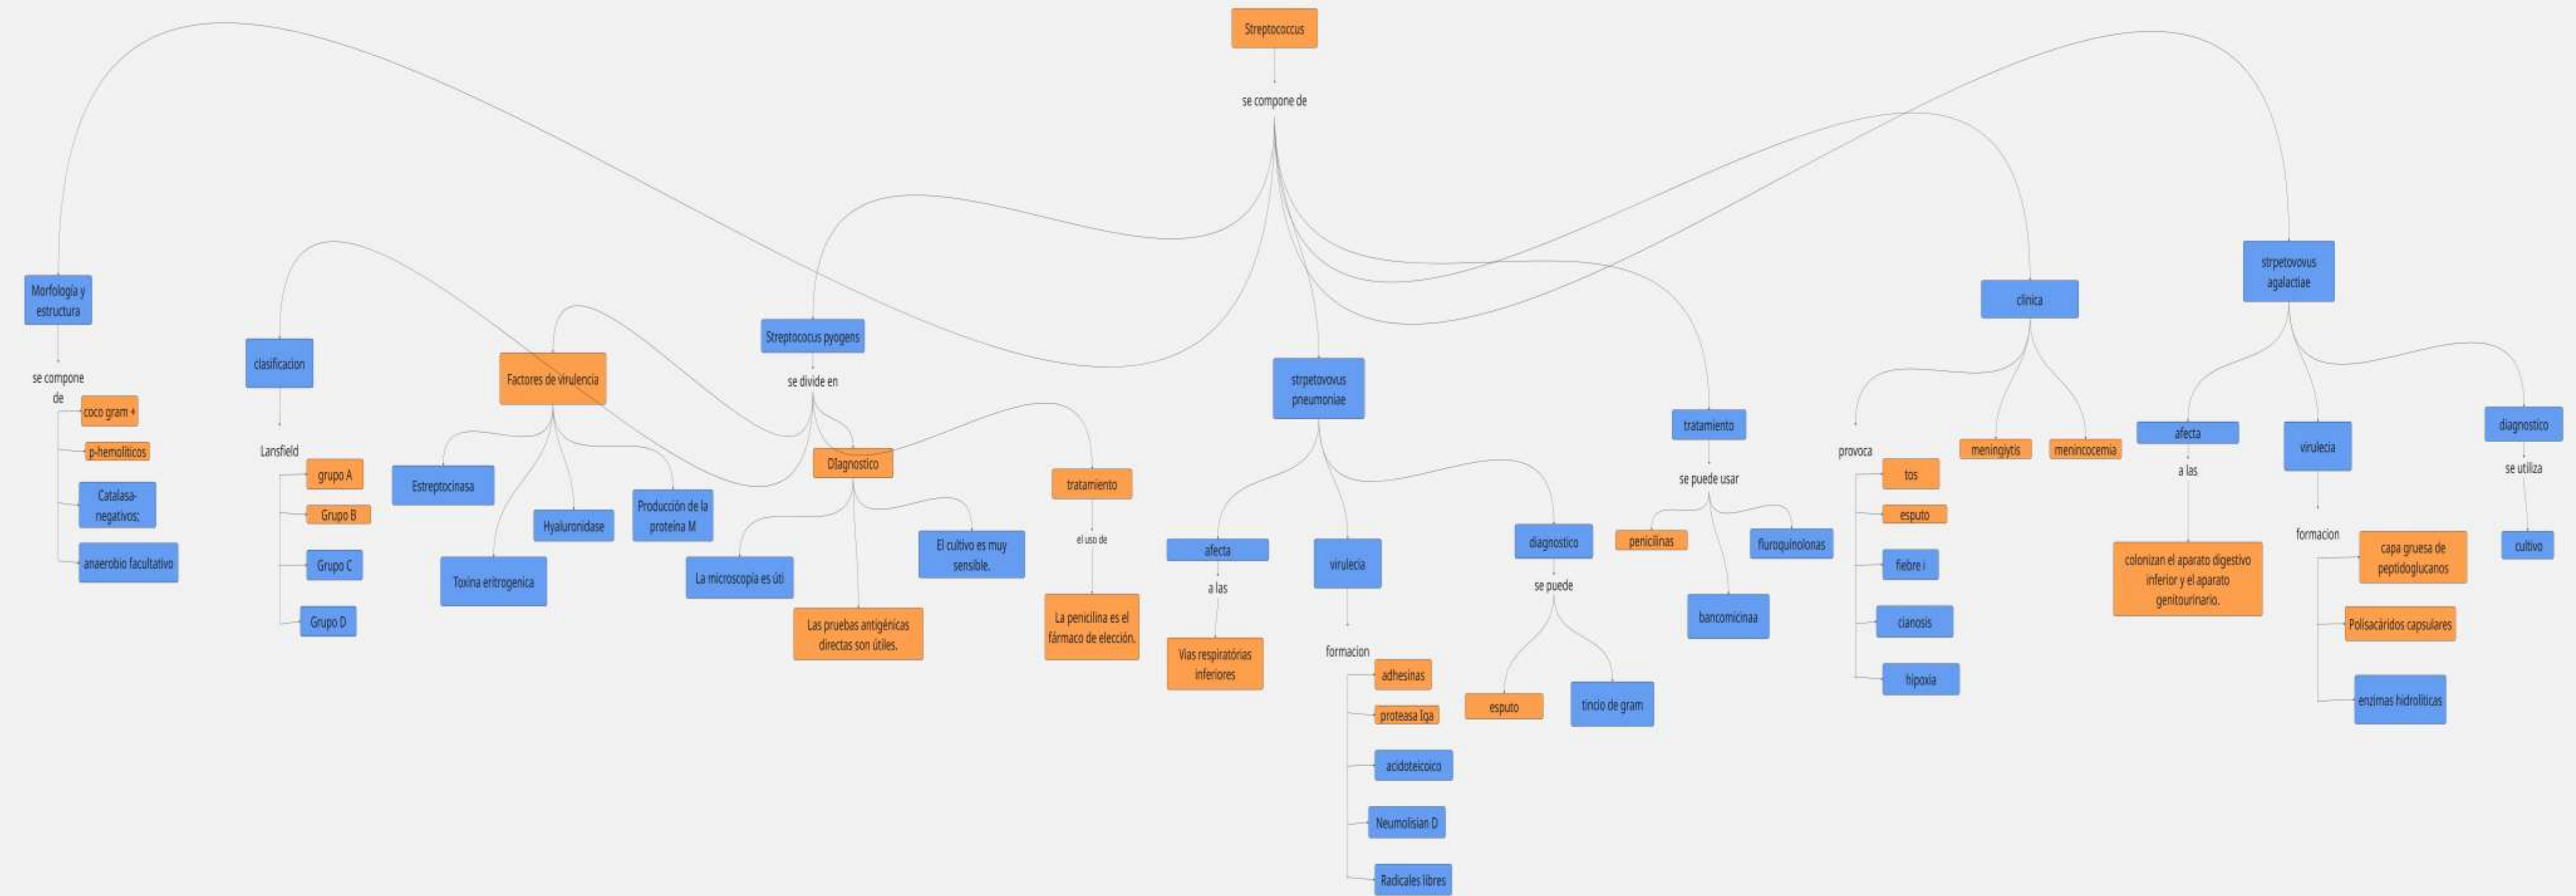 Streptococcus
se compone de
Morfología y
estructura
se compone
de
coco gram +
p-hemolíticos
Catalasa-
negativos;
anaerobio facultativo
clasificacion
Lansfield
grupo A
Grupo B
Grupo C
Grupo D
Streptococus pyogens
se divide en
Factores de virulencia
Estreptocinasa
Toxina eritrogenica
Hyaluronidase
Producción de la
proteína M
DIagnostico
La microscopía es úti
Las pruebas antigénicas
directas son útiles.
El cultivo es muy
sensible.
tratamiento
el uso de
La penicilina es el
fármaco de elección.
strpetovovus
pneumoniae
afecta
a las
Vias respiratórias
inferiores
virulecia
formacion
adhesinas
proteasa Iga
acidoteicoico
Neumolisian D
Radicales libres
diagnostico
se puede
esputo
tincio de gram
tratamiento
se puede usar
penicilinas
bancomicinaa
fluroquinolonas
clinica
provoca
tos
esputo
fiebre i
cianosis
hipoxia
meningiytis
menincocemia
strpetovovus
agalactiae
afecta
a las
colonizan el aparato digestivo
inferior y el aparato
genitourinario.
virulecia
formacion
capa gruesa de
peptidoglucanos
Polisacáridos capsulares
enzimas hidrolíticas
diagnostico
se utiliza
cultivo